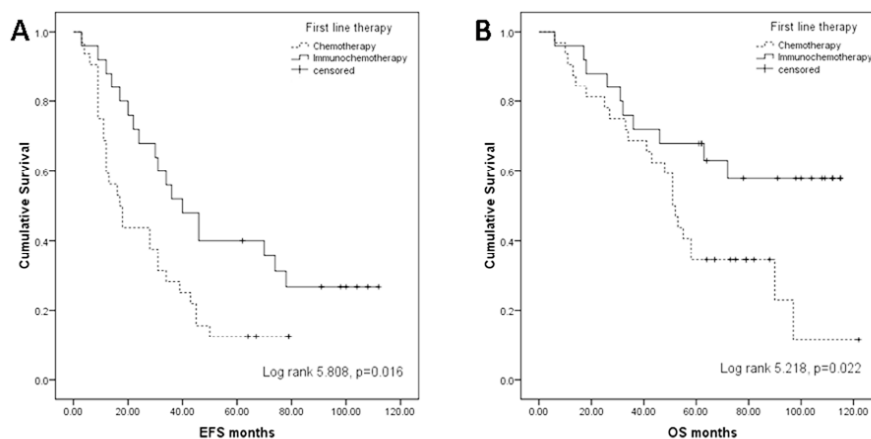 A
First line therapy
Chemotherapy
Immunochemotherapy
censored
1.0
0.8
0.6
0.4
0.2
0.0
Cumulative Survival
Log rank 5.808, p=0.016
0.00 20.00 40.00 60.00 80.00 100.00 120.00
EFS months
B
First line therapy
Chemotherapy
Immunochemotherapy
censored
1.0
0.8
0.6
0.4
0.2
0.0
Cumulative Survival
Log rank 5.218, p=0.022
0.00 20.00 40.00 60.00 80.00 100.00 120.00
OS months